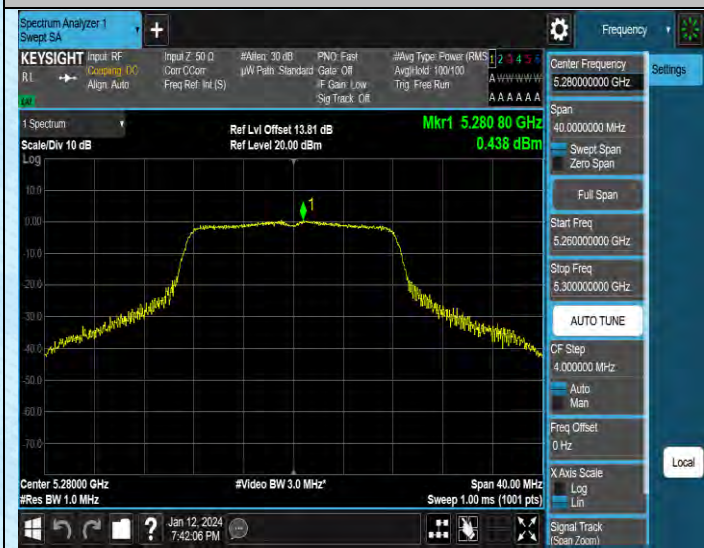 Spectrum Analyzer 1
Swept SA
+
Frequency
KEYSIGHT
RL
Input: RF
Coupling: DC
Align: Auto
Input Z: 50 Ω
Corr CCorr
Freq Ref: Int (S)
#Atten: 30 dB
µW Path: Standard
PNO: Fast
Gate: Off
IF Gain: Low
Sig Track: Off
#Avg Type: Power (RMS
Avg|Hold: 100/100
Trig: Free Run
1 2 3 4 5 6
A W W W W W
A A A A A A
1 Spectrum
Scale/Div 10 dB
Log
Ref Lvl Offset 13.81 dB
Ref Level 20.00 dBm
Mkr1 5.280 80 GHz
0.438 dBm
10.0
0.00
-10.0
-20.0
-30.0
-40.0
-50.0
-60.0
-70.0
1
Center 5.28000 GHz
#Res BW 1.0 MHz
#Video BW 3.0 MHz*
Span 40.00 MHz
Sweep 1.00 ms (1001 pts)
Center Frequency
5.280000000 GHz
Settings
Span
40.0000000 MHz
Swept Span
Zero Span
Full Span
Start Freq
5.260000000 GHz
Stop Freq
5.300000000 GHz
AUTO TUNE
CF Step
4.000000 MHz
Auto
Man
Freq Offset
0 Hz
X Axis Scale
Log
Lin
Local
Signal Track
(Span Zoom)
?
Jan 12, 2024
7:42:06 PM